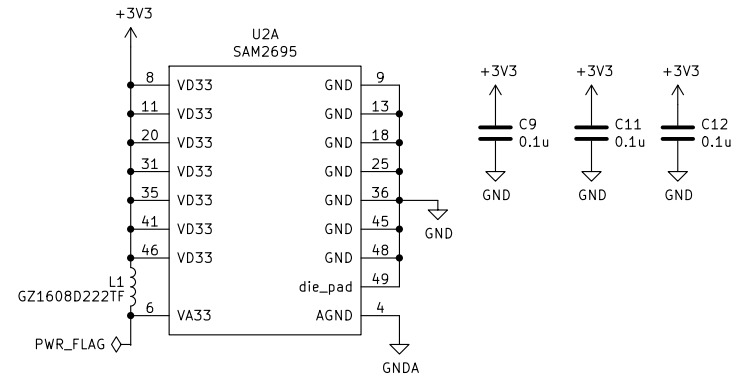 +3V3
U2A
SAM2695
8 VD33 GND 9
11 VD33 GND 13
20 VD33 GND 18
31 VD33 GND 25
35 VD33 GND 36
41 VD33 GND 45
46 VD33 GND 48
die_pad 49
L1
GZ1608D222TF
6 VA33 AGND 4
PWR_FLAG
GND
GNDA
+3V3
C9
0.1u
GND
+3V3
C11
0.1u
GND
+3V3
C12
0.1u
GND